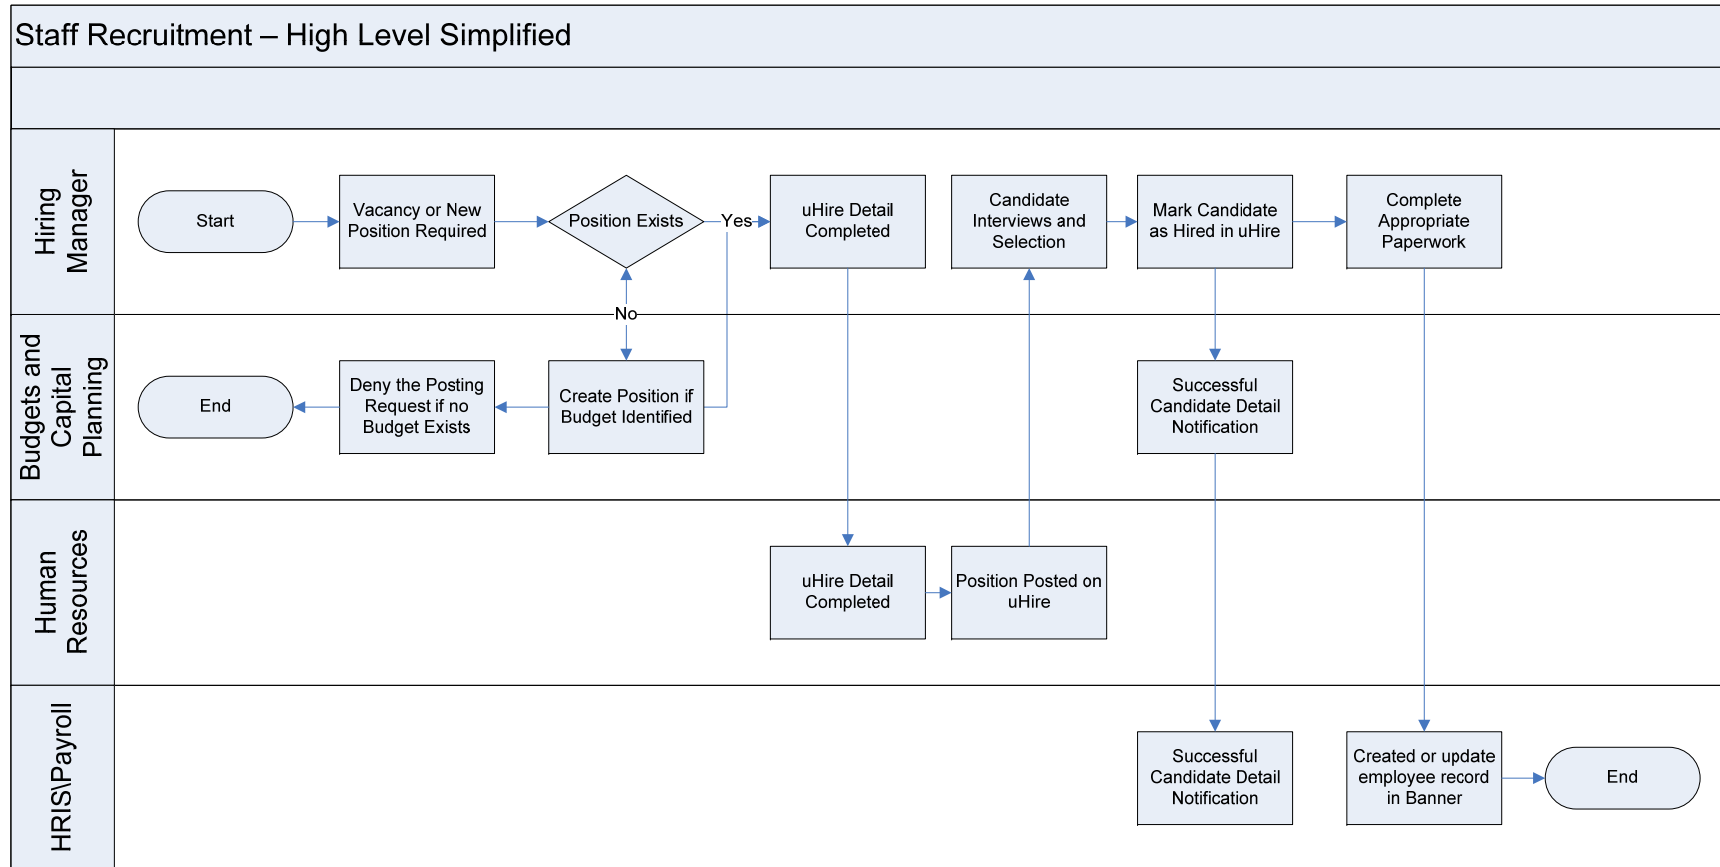 Staff Recruitment – High Level Simplified
Hiring
Manager
Start
Vacancy or New
Position Required
Position Exists
Yes
uHire Detail
Completed
Candidate
Interviews and
Selection
Mark Candidate
as Hired in uHire
Complete
Appropriate
Paperwork
No
Budgets and
Capital
Planning
End
Deny the Posting
Request if no
Budget Exists
Create Position if
Budget Identified
Successful
Candidate Detail
Notification
Human
Resources
uHire Detail
Completed
Position Posted on
uHire
HRIS\Payroll
Successful
Candidate Detail
Notification
Created or update
employee record
in Banner
End